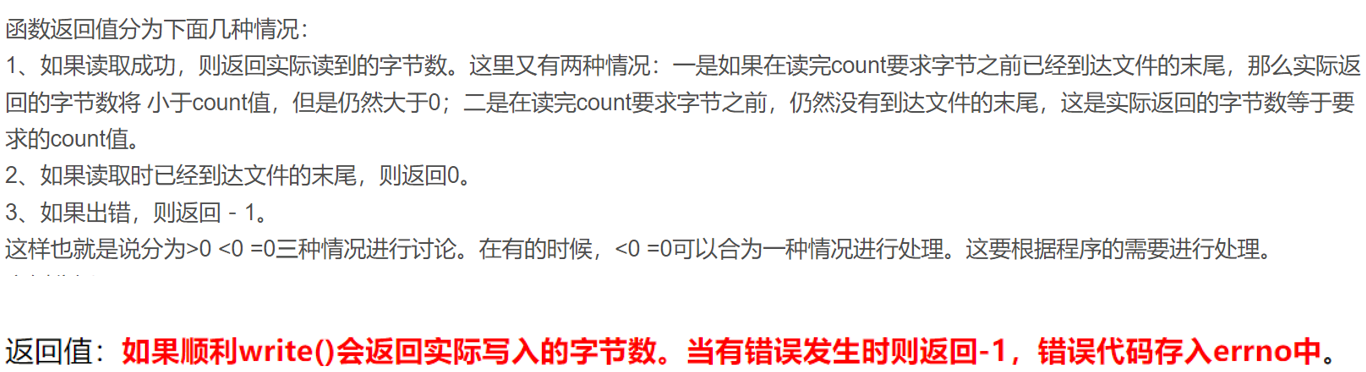 函数返回值分为下面几种情况：
1、如果读取成功，则返回实际读到的字节数。这里又有两种情况：一是如果在读完count要求字节之前已经到达文件的末尾，那么实际返
回的字节数将 小于count值，但是仍然大于0；二是在读完count要求字节之前，仍然没有到达文件的末尾，这是实际返回的字节数等于要
求的count值。
2、如果读取时已经到达文件的末尾，则返回0。
3、如果出错，则返回 - 1。
这样也就是说分为>0 <0 =0三种情况进行讨论。在有的时候，<0 =0可以合为一种情况进行处理。这要根据程序的需要进行处理。
返回值：如果顺利write()会返回实际写入的字节数。当有错误发生时则返回-1，错误代码存入errno中。